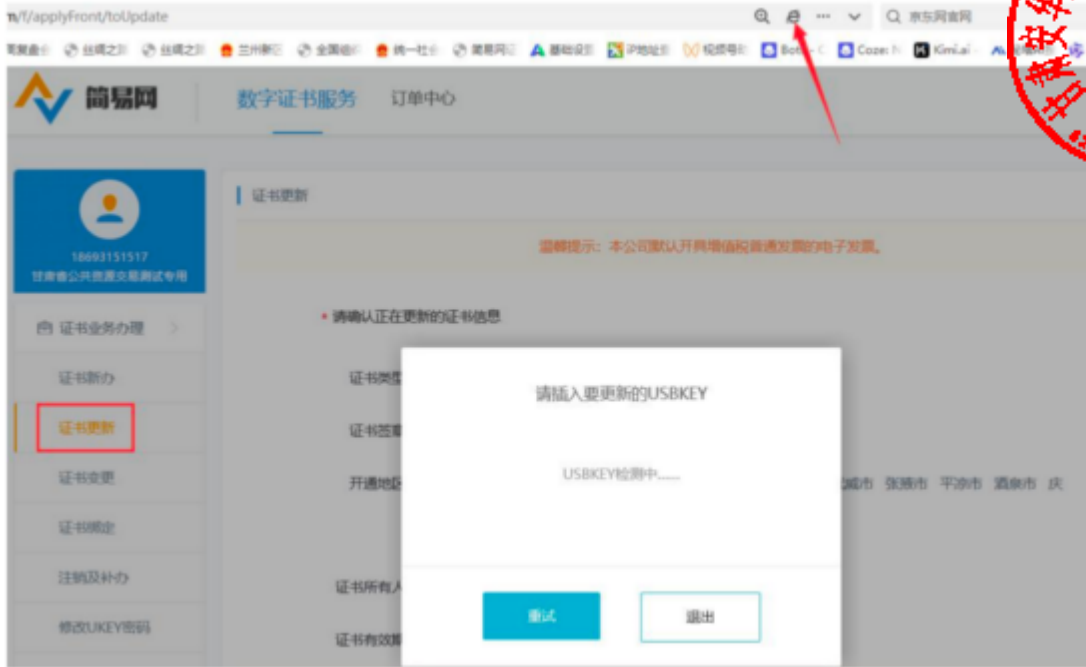 m/f/applyFront/toUpdate
京东网官网
丝绸之
丝绸之
兰州新区
全国组织
统一社会
简易网
基础设
IP地址
视频号
Bot
Coze
Kimi.ai
简易网
数字证书服务
订单中心
证书更新
18693151517
甘肃省公共资源交易测试专用
温馨提示：本公司默认开具增值税普通发票的电子发票。
证书业务办理
* 请确认正在更新的证书信息
证书新办
证书类型
请插入要更新的USBKEY
证书更新
证书签章
USBKEY检测中......
证书变更
开通地区
威市 张掖市 平凉市 酒泉市 庆
证书绑定
注销及补办
证书所有人
重试
退出
修改UKEY密码
证书有效期